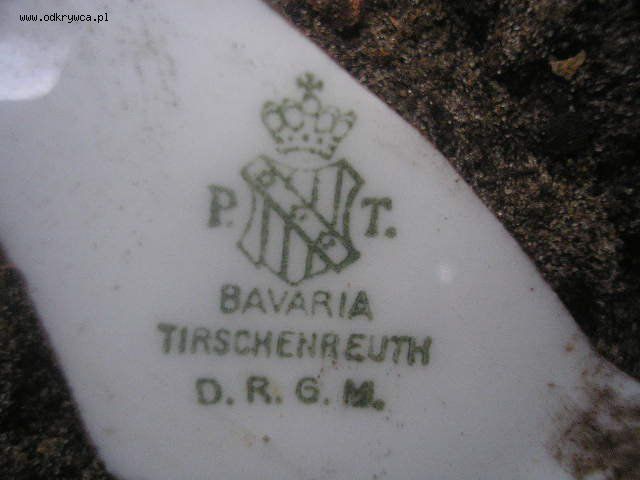 www.odkrywca.pl
P. T.
BAVARIA
TIRSCHENREUTH
D. R. G. M.